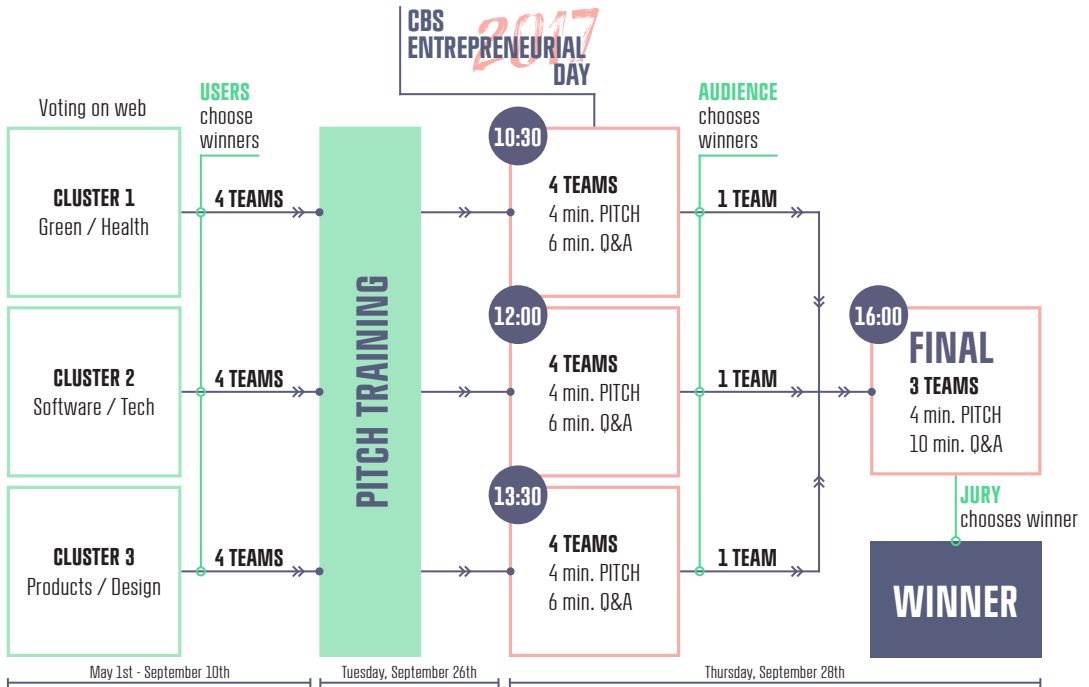 CBS
2017
ENTREPRENEURIAL
DAY
Voting on web
USERS
choose
winners
AUDIENCE
chooses
winners
CLUSTER 1
Green / Health
4 TEAMS
10:30
4 TEAMS
4 min. PITCH
6 min. Q&A
1 TEAM
PITCH TRAINING
CLUSTER 2
Software / Tech
4 TEAMS
12:00
4 TEAMS
4 min. PITCH
6 min. Q&A
1 TEAM
16:00
FINAL
3 TEAMS
4 min. PITCH
10 min. Q&A
CLUSTER 3
Products / Design
4 TEAMS
13:30
4 TEAMS
4 min. PITCH
6 min. Q&A
1 TEAM
JURY
chooses winner
WINNER
May 1st - September 10th
Tuesday, September 26th
Thursday, September 28th